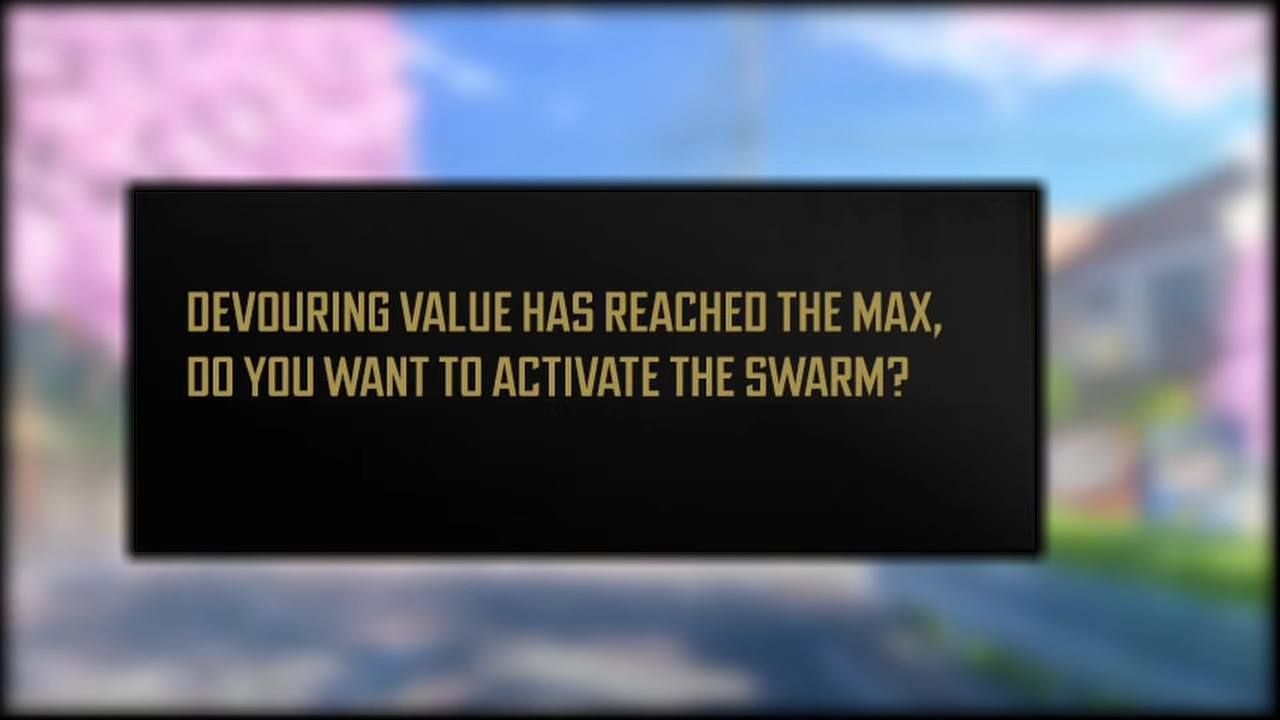 DEVOURING VALUE HAS REACHED THE MAX,
DO YOU WANT TO ACTIVATE THE SWARM?